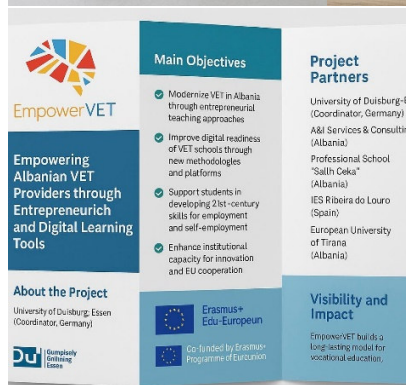 EmpowerVET
Empowering
Albanian VET
Providers through
Entrepreneurich
and Digital Learning
Tools
About the Project
University of Duisburg; Essen
(Coordinator, Germany)
Du
Essen
Main Objectives
Modernize VET in Albania
through entrepreneurial
teaching approaches
Improve digital readiness
of VET schools through
new methodologies
and platforms
Support students in
developing 21st-century
skills for employment
and self-employment
Enhance institutional
capacity for innovation
and EU cooperation
Erasmus+
Edu-Europeun
Co-funded by Erasmus+
Programme of Eurounion
Project
Partners
University of Duisburg-E
(Coordinator, Germany)
A&I Services & Consultin
(Albania)
Professional School
"Sallh Ceka"
(Albania)
IES Ribeira do Louro
(Spain)
European University
of Tirana
(Albania)
Visibility and
Impact
EmpowerVET builds a
long-lasting model for
vocational education.